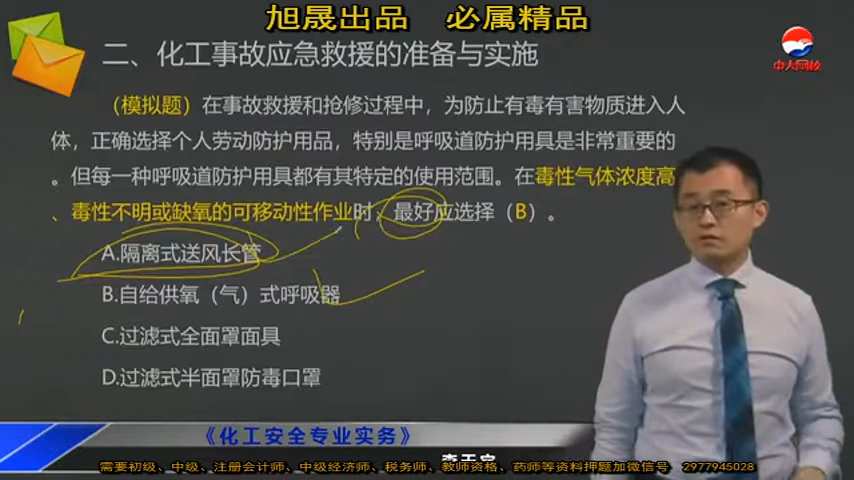 旭晟出品 必属精品
二、化工事故应急救援的准备与实施
中大网校
（模拟题）在事故救援和抢修过程中，为防止有毒有害物质进入人
体，正确选择个人劳动防护用品，特别是呼吸道防护用具是非常重要的
。但每一种呼吸道防护用具都有其特定的使用范围。在毒性气体浓度高
、毒性不明或缺氧的可移动性作业时，最好应选择（B）。
A.隔离式送风长管
B.自给供氧（气）式呼吸器
C.过滤式全面罩面具
D.过滤式半面罩防毒口罩
《化工安全专业实务》
需要初级、中级、注册会计师、中级经济师、税务师、教师资格、药师等资料押题加微信号 2977945028